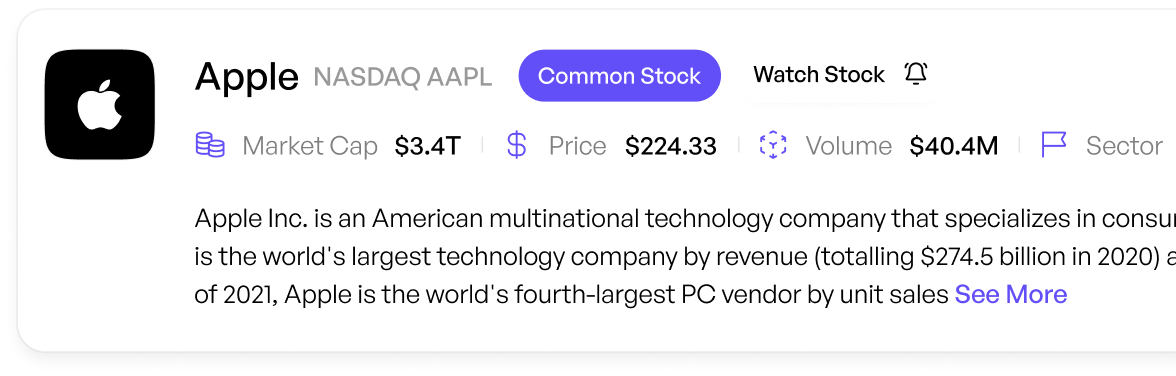 Apple NASDAQ AAPL Common Stock Watch Stock
Market Cap $3.4T Price $224.33 Volume $40.4M Sector
Apple Inc. is an American multinational technology company that specializes in
is the world's largest technology company by revenue (totalling $274.5 billion in 2020)
of 2021, Apple is the world's fourth-largest PC vendor by unit sales See More